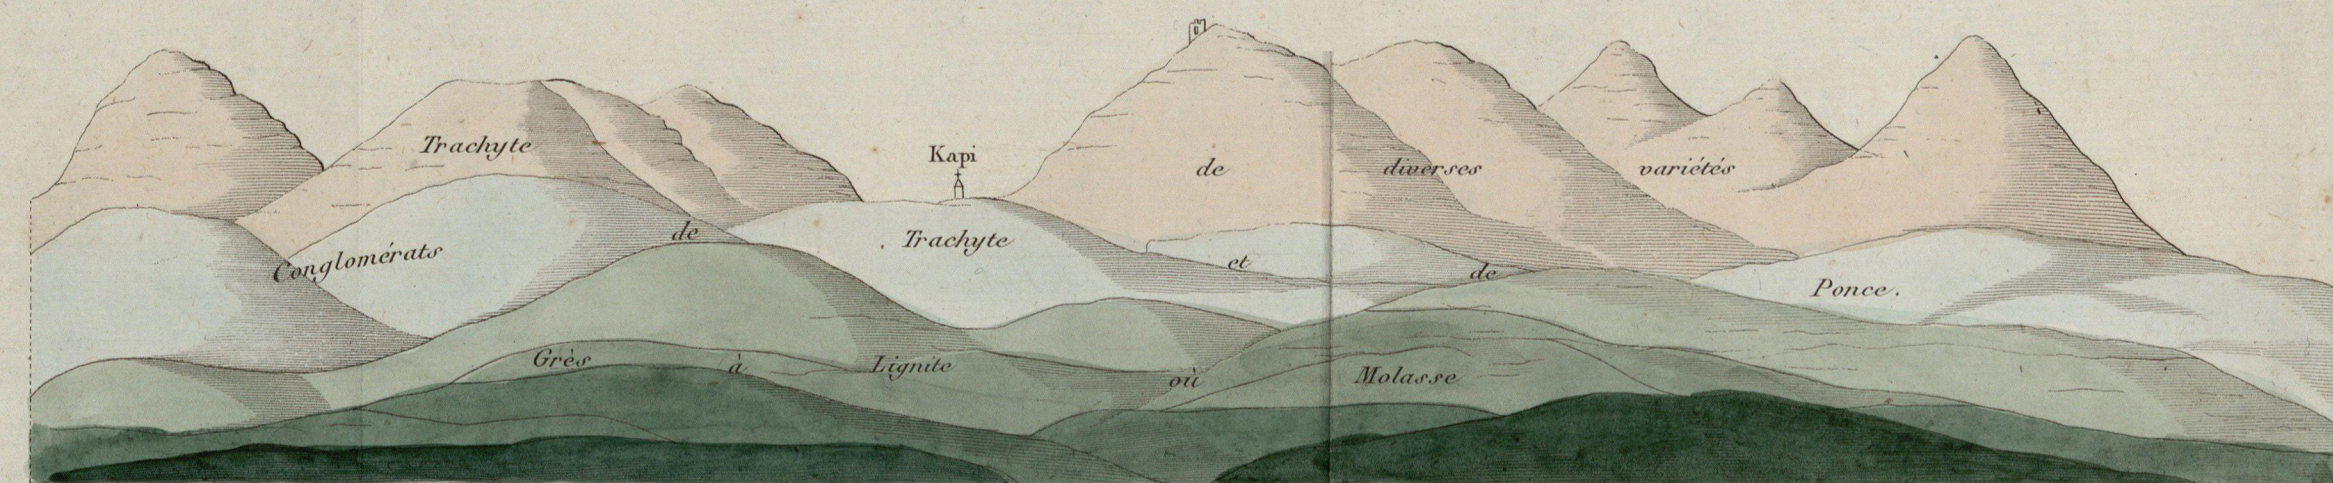 Kapi
Trachyte de diverses variétés
Conglomérats de Trachyte et de Ponce.
Grès à Lignite où Molasse